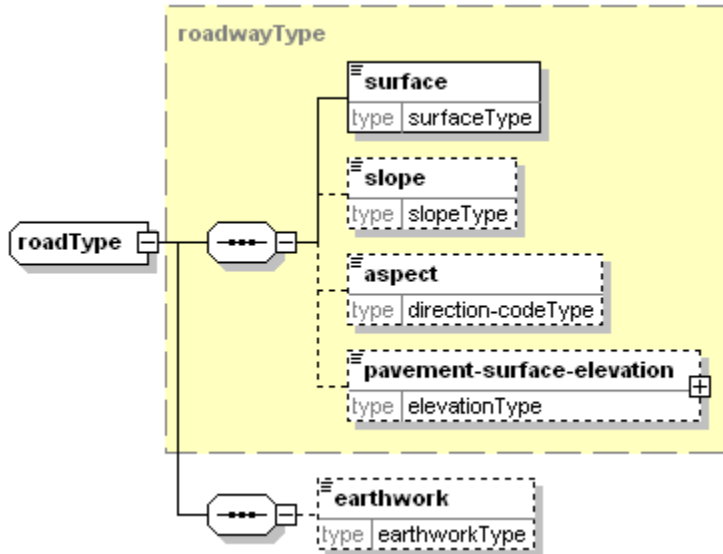 roadwayType
surface
type surfaceType
slope
type slopeType
roadType
aspect
type direction-codeType
pavement-surface-elevation
type elevationType
earthwork
type earthworkType